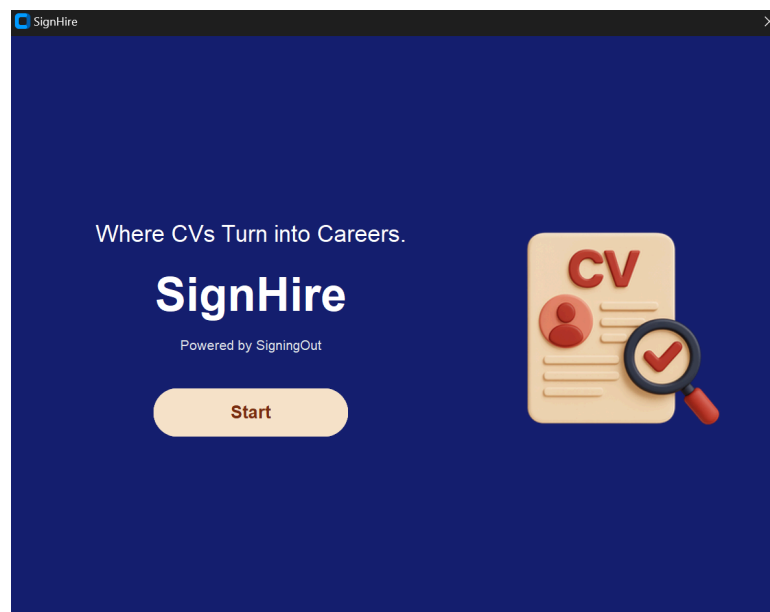 SignHire
Where CVs Turn into Careers.
SignHire
Powered by SigningOut
Start
CV